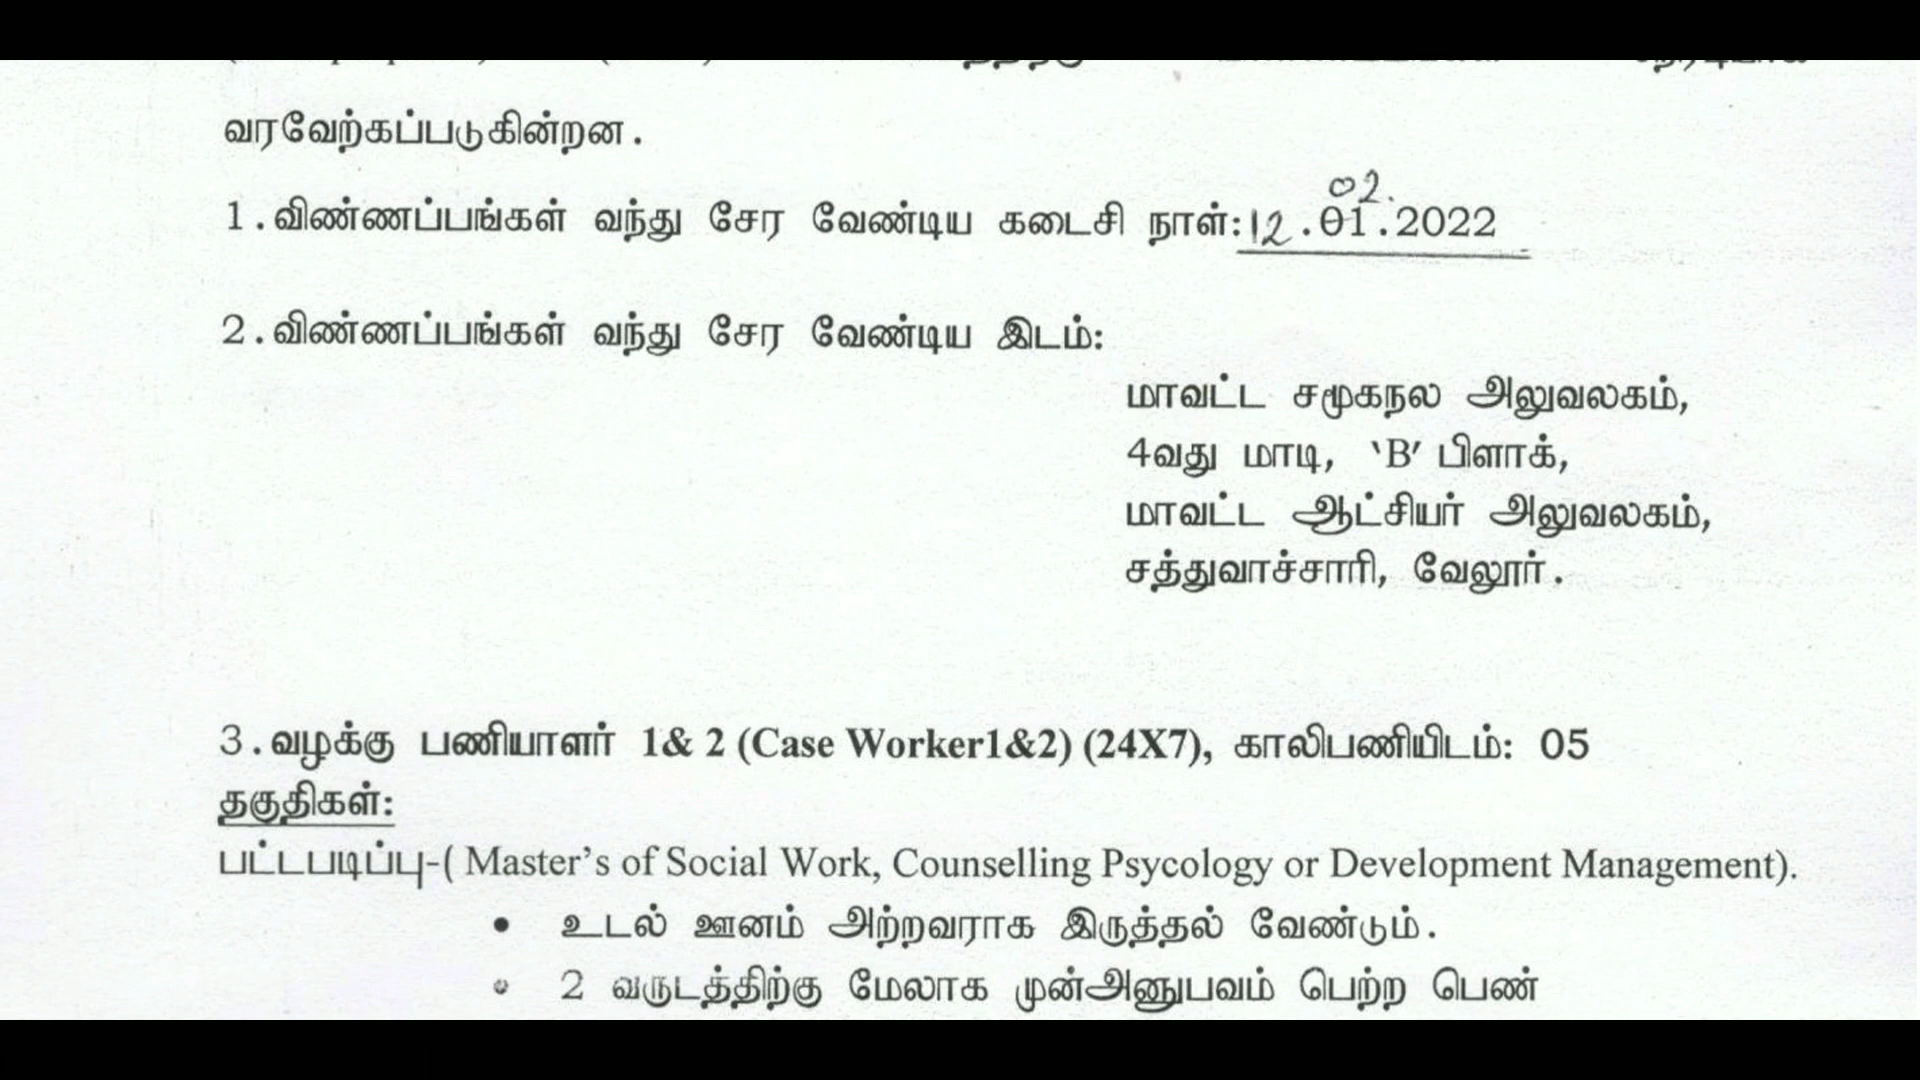 வரவேற்கப்படுகின்றன.
02.
1.விண்ணப்பங்கள் வந்து சேர வேண்டிய கடைசி நாள்:12.01.2022
2.விண்ணப்பங்கள் வந்து சேர வேண்டிய இடம்:
மாவட்ட சமூகநல அலுவலகம்,
4வது மாடி, 'B' பிளாக்,
மாவட்ட ஆட்சியர் அலுவலகம்,
சத்துவாச்சாரி, வேலூர்.
3.வழக்கு பணியாளர் 1& 2 (Case Worker1&2) (24X7), காலிபணியிடம்: 05
தகுதிகள்:
பட்டபடிப்பு-( Master's of Social Work, Counselling Psycology or Development Management).
• உடல் ஊனம் அற்றவராக இருத்தல் வேண்டும்.
• 2 வருடத்திற்கு மேலாக முன்அனுபவம் பெற்ற பெண்